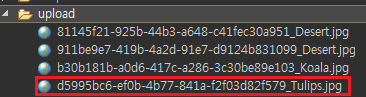 upload
81145f21-925b-44b3-a648-c41fec30a951_Desert.jpg
911be9e7-419b-4a2d-91e7-d9124b831099_Desert.jpg
b30b181b-a0d6-417c-a286-3c30be89e103_Koala.jpg
d5995bc6-ef0b-4b77-841a-f2f03d82f579_Tulips.jpg